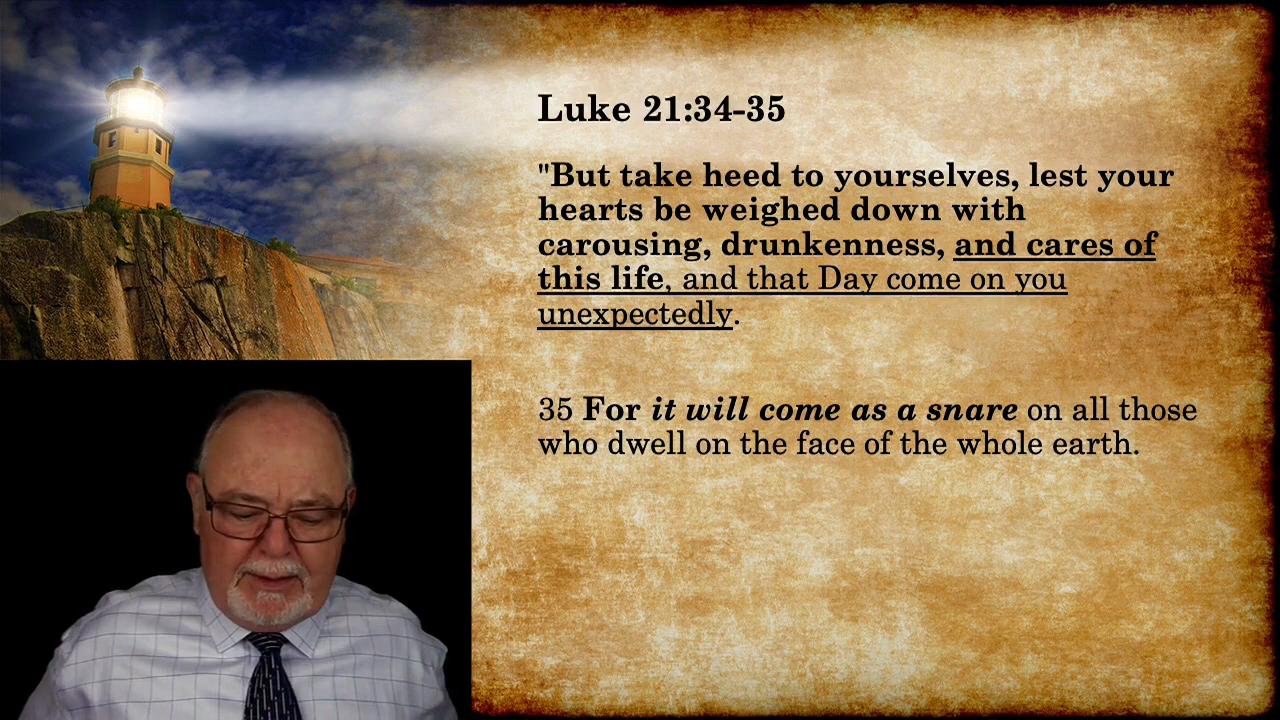 Luke 21:34-35
"But take heed to yourselves, lest your
hearts be weighed down with
carousing, drunkenness, and cares of
this life, and that Day come on you
unexpectedly.
35 For it will come as a snare on all those
who dwell on the face of the whole earth.